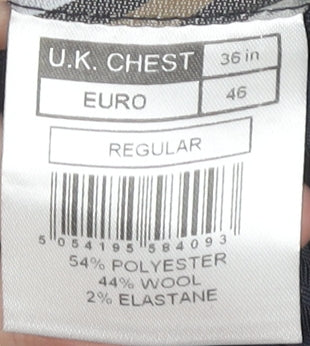 U.K. CHEST 36 in
EURO 46
REGULAR
5 054195 584093
54% POLYESTER
44% WOOL
2% ELASTANE